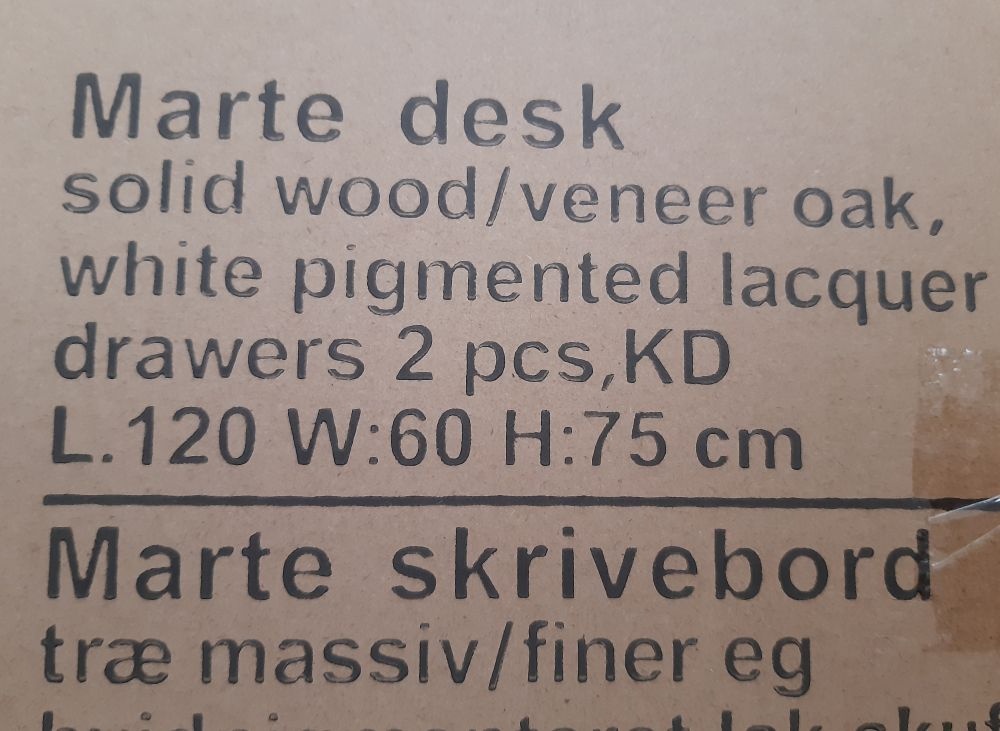 Marte desk
solid wood/veneer oak,
white pigmented lacquer
drawers 2 pcs,KD
L.120 W:60 H:75 cm
Marte skrivebord
træ massiv/finer eg